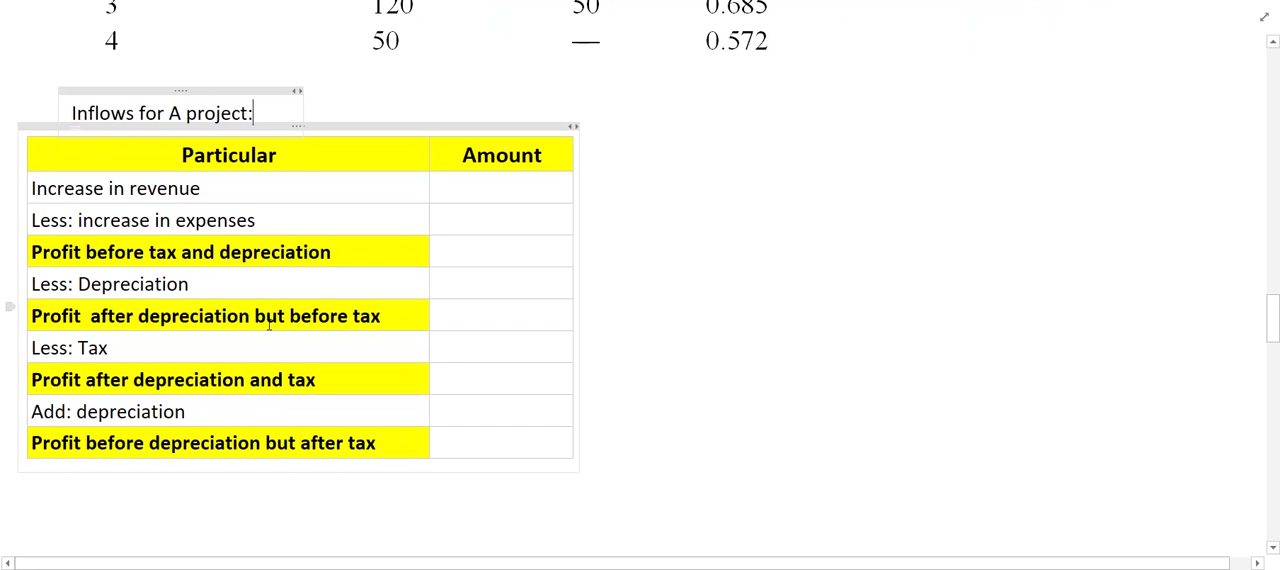 3 120 50 0.685
4 50 — 0.572
Inflows for A project:
Particular Amount
Increase in revenue
Less: increase in expenses
Profit before tax and depreciation
Less: Depreciation
Profit  after depreciation but before tax
Less: Tax
Profit after depreciation and tax
Add: depreciation
Profit before depreciation but after tax